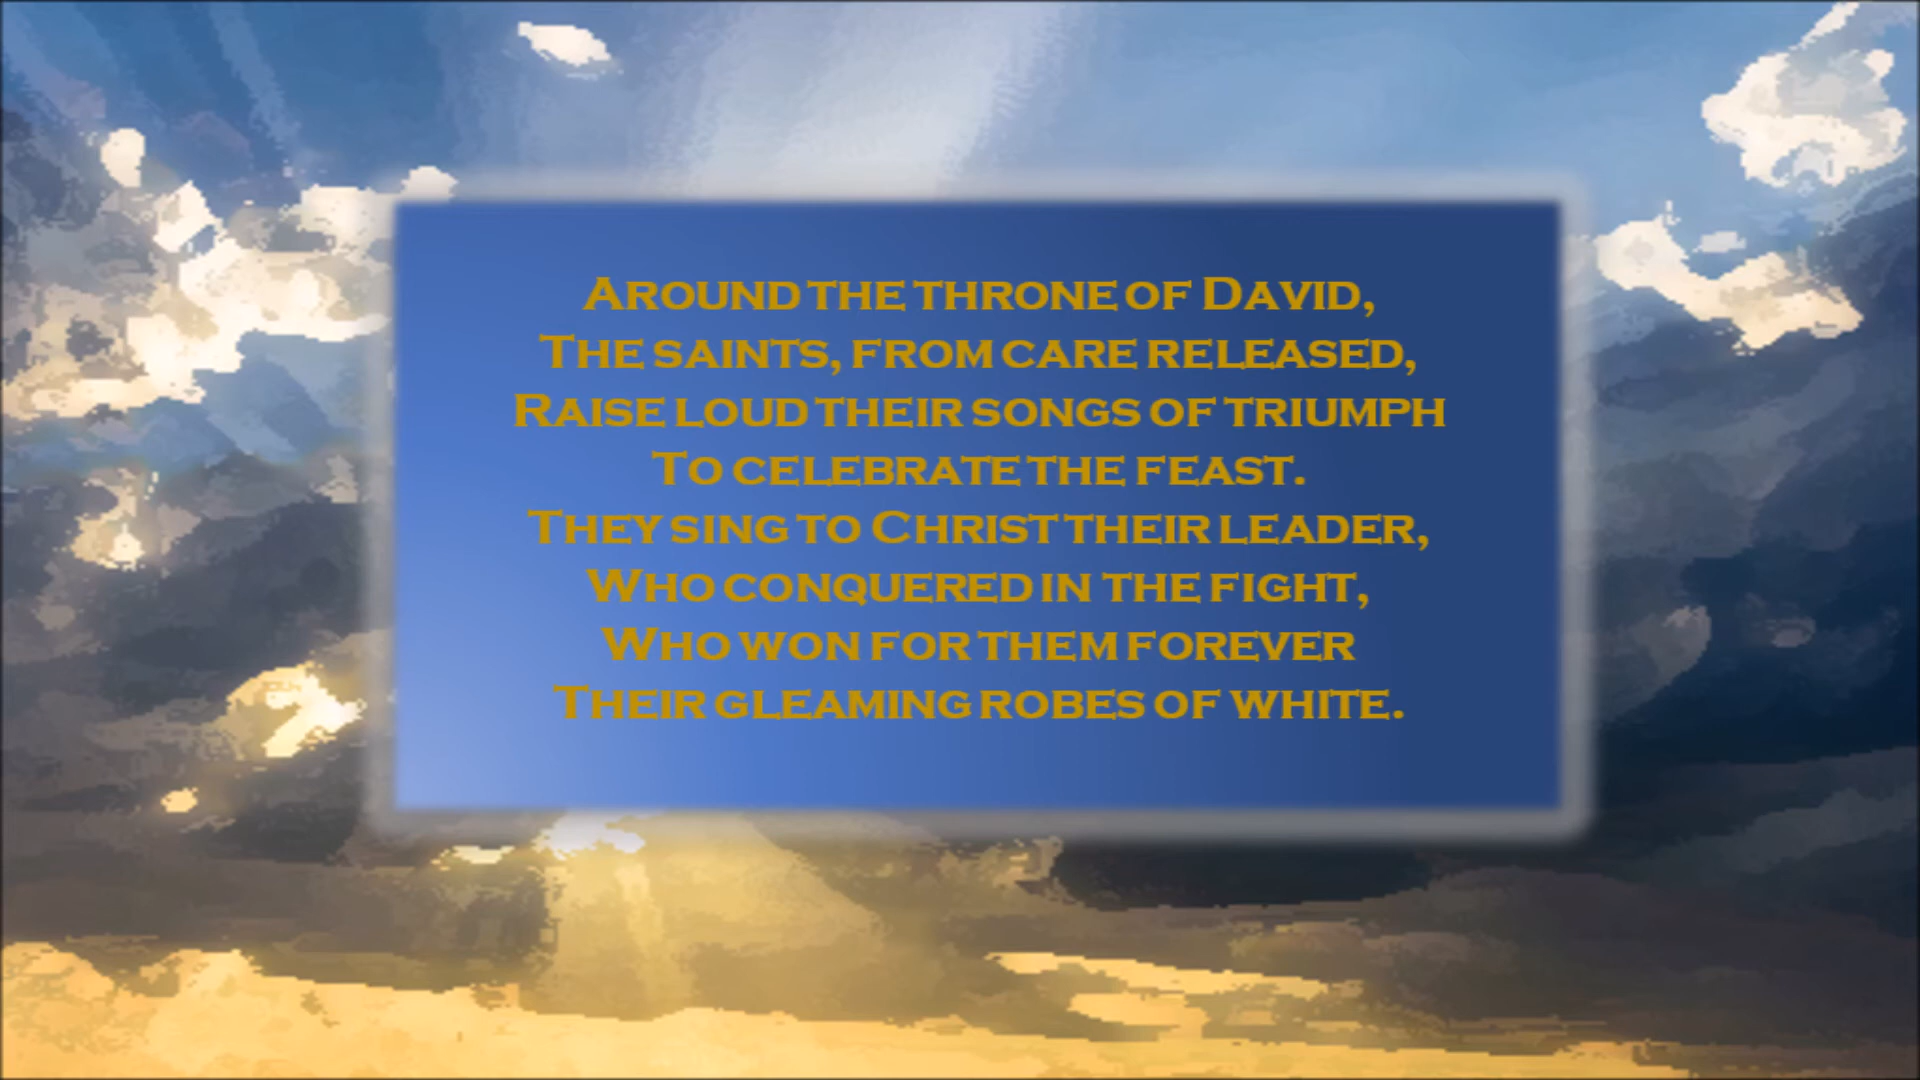 Around the throne of David,
The saints, from care released,
Raise loud their songs of triumph
To celebrate the feast.
They sing to Christ their leader,
Who conquered in the fight,
Who won for them forever
Their gleaming robes of white.